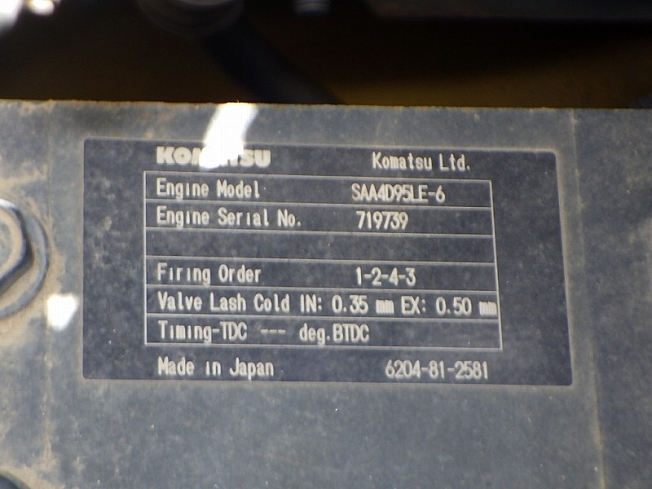 KOMATSU Komatsu Ltd.
Engine Model SAA4D95LE-6
Engine Serial No. 719739
Firing Order 1-2-4-3
Valve Lash Cold IN: 0.35 mm EX: 0.50 mm
Timing-TDC --- deg.BTDC
Made in Japan 6204-81-2581